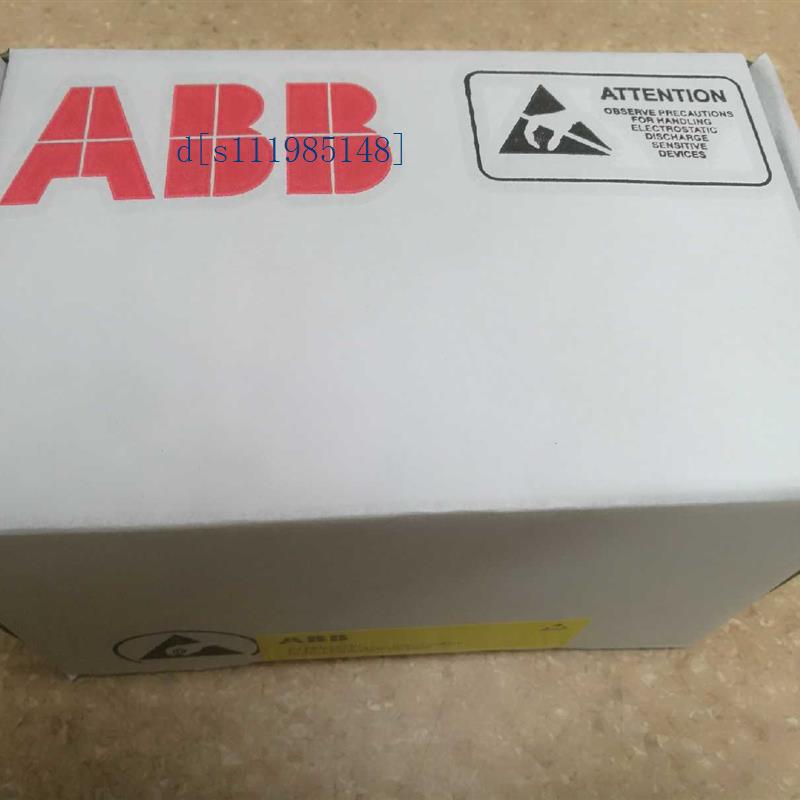 ABB
d[s111985148]
ATTENTION
OBSERVE PRECAUTIONS
FOR HANDLING
ELECTROSTATIC
DISCHARGE
SENSITIVE
DEVICES
ABB